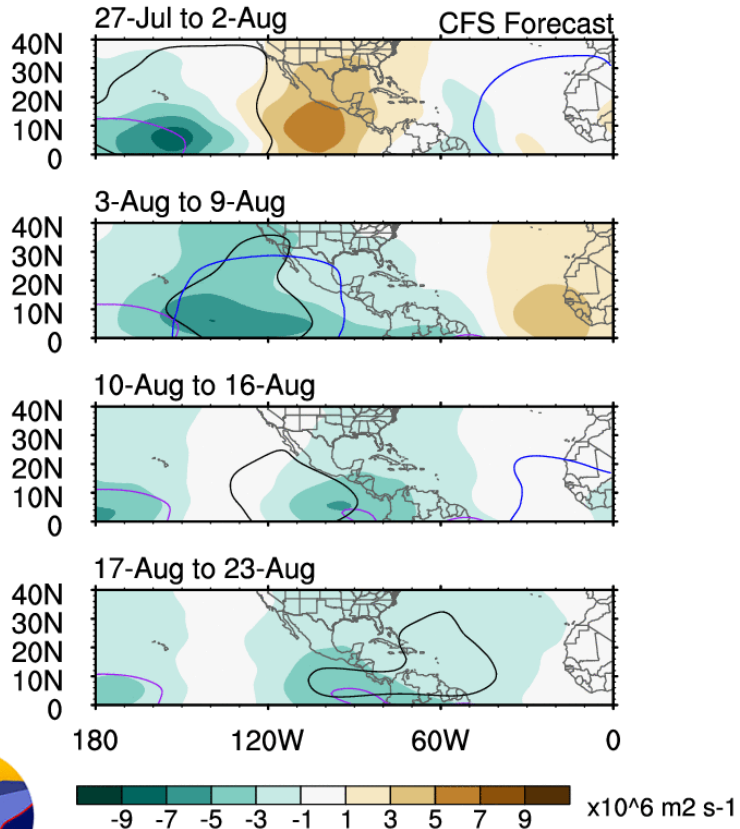 27-Jul to 2-Aug CFS Forecast
40N
30N
20N
10N
0
3-Aug to 9-Aug
40N
30N
20N
10N
0
10-Aug to 16-Aug
40N
30N
20N
10N
0
17-Aug to 23-Aug
40N
30N
20N
10N
0
180 120W 60W 0
-9 -7 -5 -3 -1 1 3 5 7 9 x10^6 m2 s-1